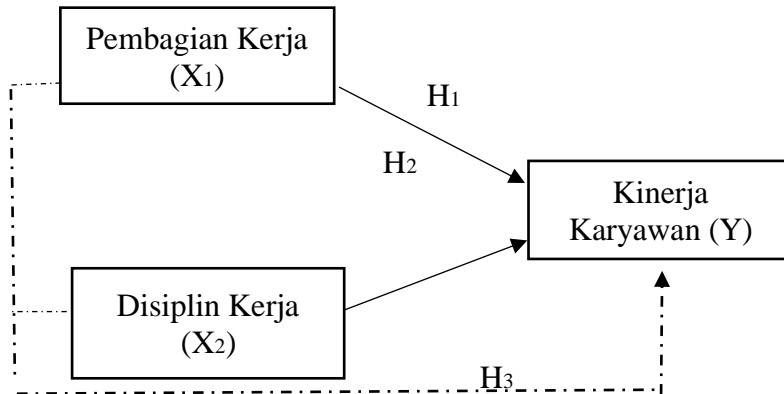 Pembagian Kerja
(X1)
H1
H2
Kinerja
Karyawan (Y)
Disiplin Kerja
(X2)
H3